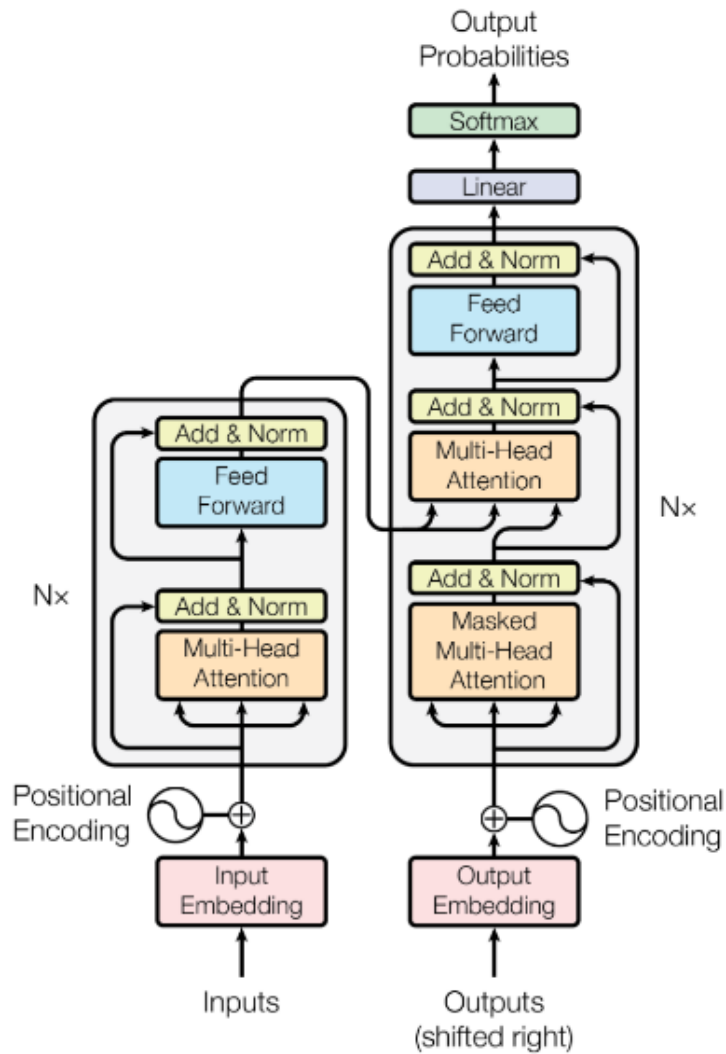 Output
Probabilities
Softmax
Linear
Add & Norm
Feed
Forward
Add & Norm
Multi-Head
Attention
Add & Norm
Masked
Multi-Head
Attention
Nx
Add & Norm
Feed
Forward
Add & Norm
Multi-Head
Attention
Nx
Positional
Encoding
Positional
Encoding
Input
Embedding
Output
Embedding
Inputs
Outputs
(shifted right)